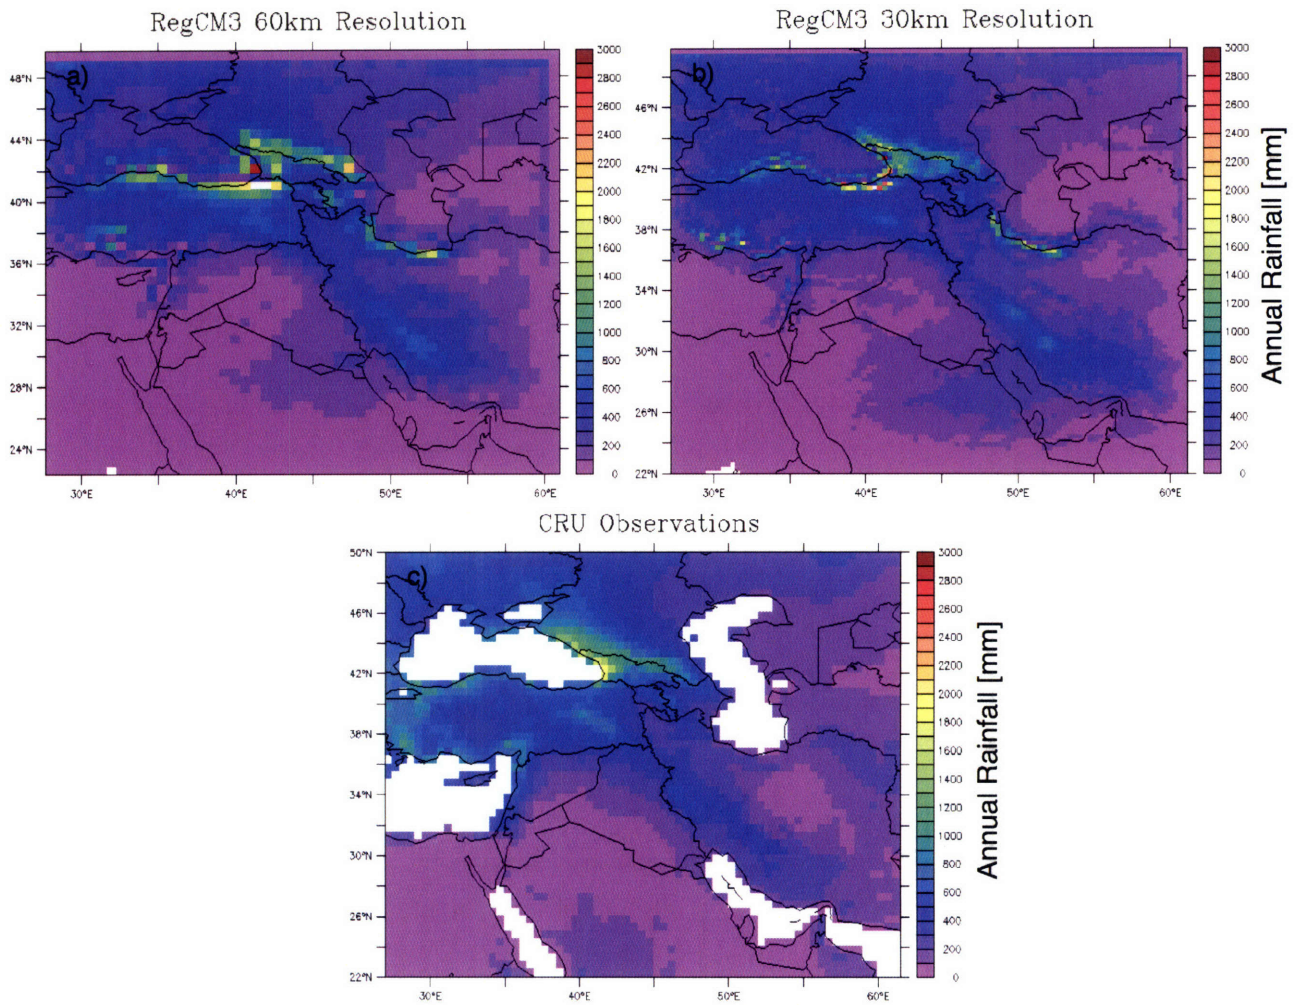 RegCM3 60km Resolution
a)
48°N
44°N
40°N
36°N
32°N
28°N
24°N
30°E
40°E
50°E
60°E
3000
2800
2600
2400
2200
2000
1800
1600
1400
1200
1000
800
600
400
200
0
RegCM3 30km Resolution
b)
46°N
42°N
38°N
34°N
30°N
26°N
22°N
30°E
40°E
50°E
60°E
3000
2800
2600
2400
2200
2000
1800
1600
1400
1200
1000
800
600
400
200
0
Annual Rainfall [mm]
CRU Observations
c)
50°N
46°N
42°N
38°N
34°N
30°N
26°N
22°N
30°E
40°E
50°E
60°E
3000
2800
2600
2400
2200
2000
1800
1600
1400
1200
1000
800
600
400
200
0
Annual Rainfall [mm]